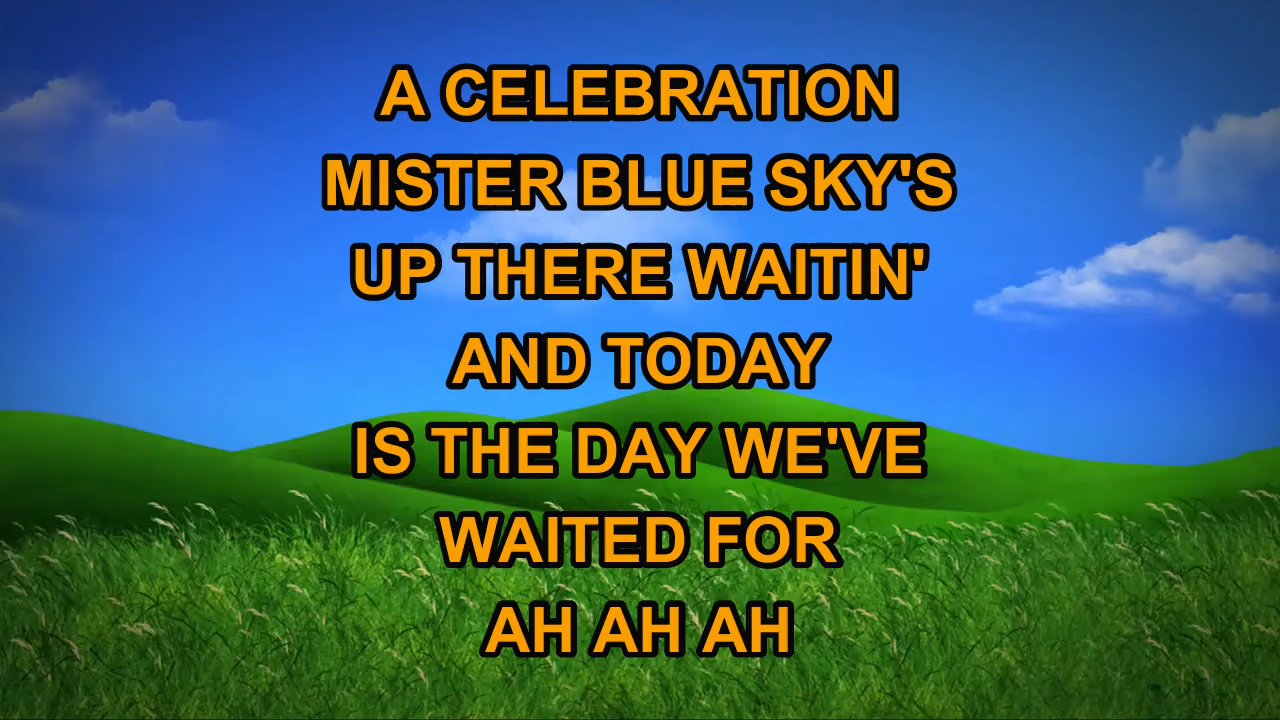 A CELEBRATION
MISTER BLUE SKY'S
UP THERE WAITIN'
AND TODAY
IS THE DAY WE'VE
WAITED FOR
AH AH AH